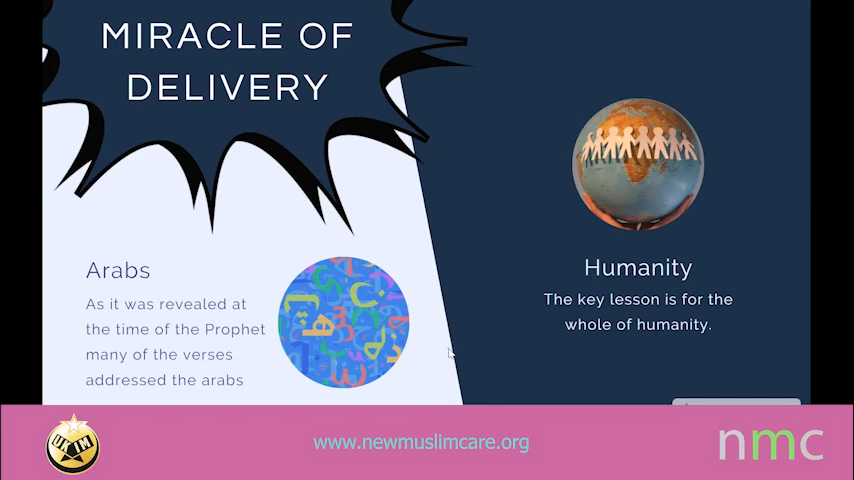 MIRACLE OF
DELIVERY
Arabs
As it was revealed at
the time of the Prophet
many of the verses
addressed the arabs
Humanity
The key lesson is for the
whole of humanity.
UKIM
www.newmuslimcare.org
nmc